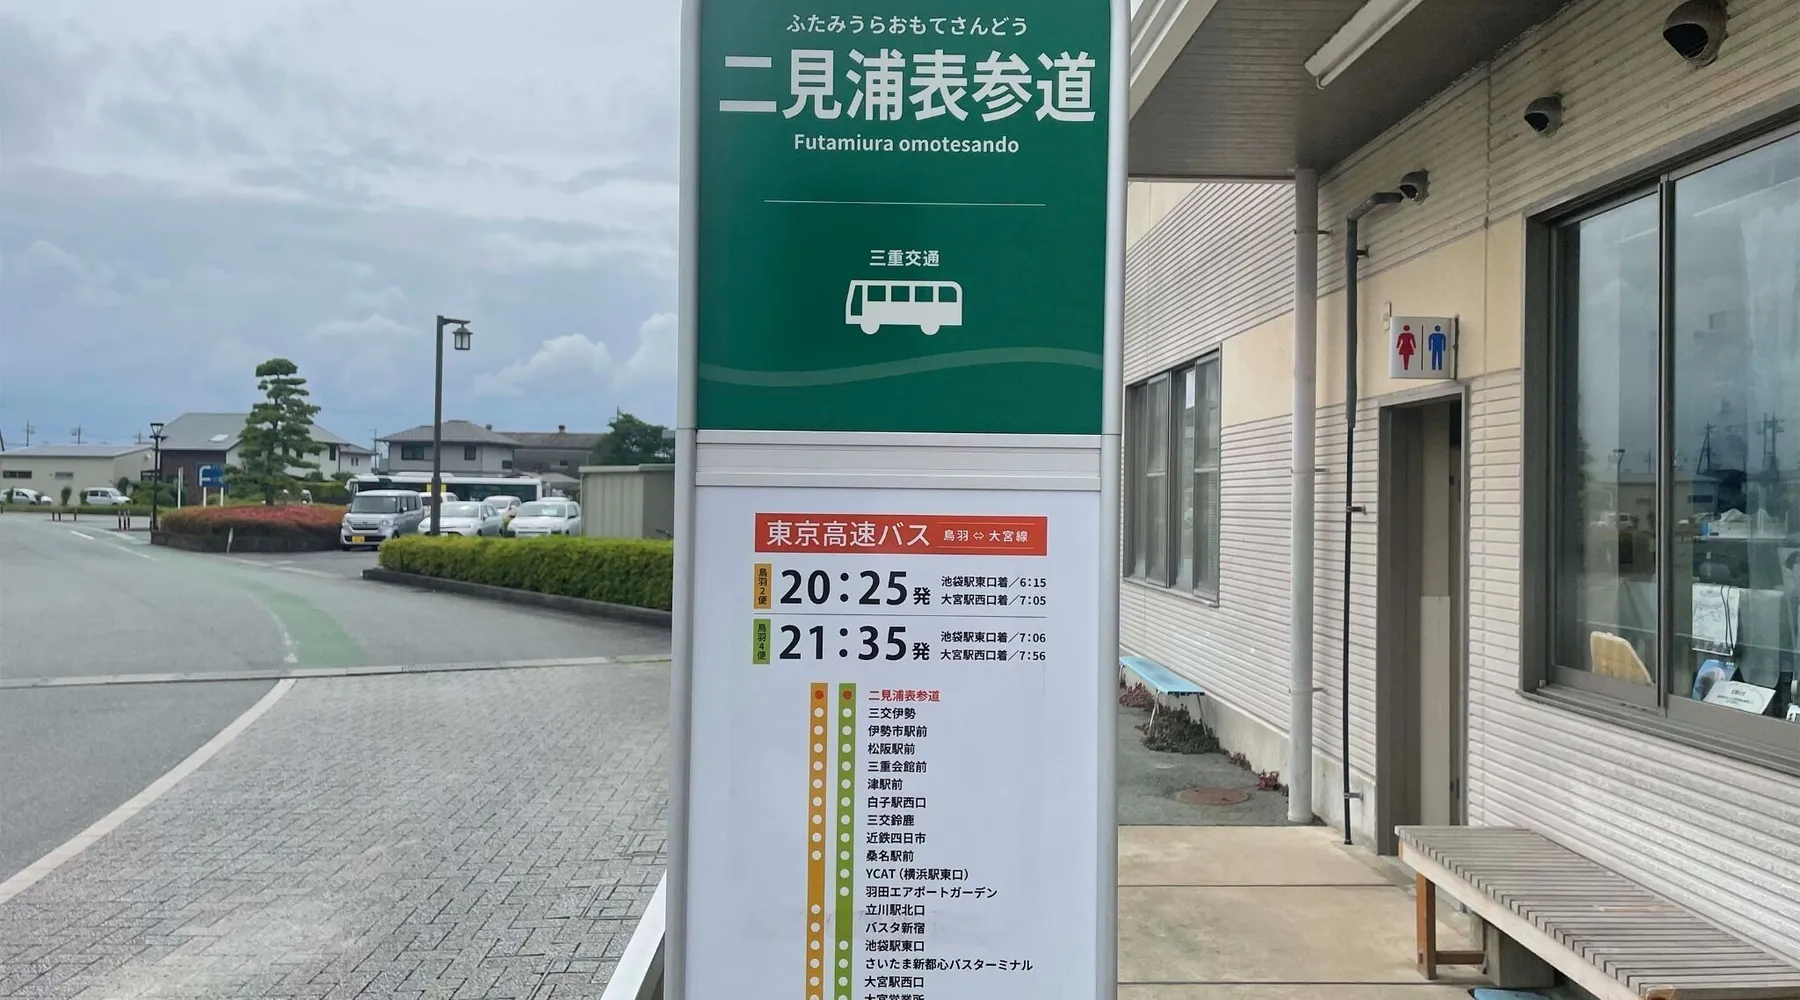 ふたみうらおもてさんどう
二見浦表参道
Futamiura omotesando
三重交通
東京高速バス 鳥羽⇔大宮線
鳥羽2便 20：25発 池袋駅東口着／6：15
大宮駅西口着／7：05
鳥羽4便 21：35発 池袋駅東口着／7：06
大宮駅西口着／7：56
二見浦表参道
三交伊勢
伊勢市駅前
松阪駅前
三重会館前
津駅前
白子駅西口
三交鈴鹿
近鉄四日市
桑名駅前
YCAT（横浜駅東口）
羽田エアポートガーデン
立川駅北口
バスタ新宿
池袋駅東口
さいたま新都心バスターミナル
大宮駅西口
大宮営業所